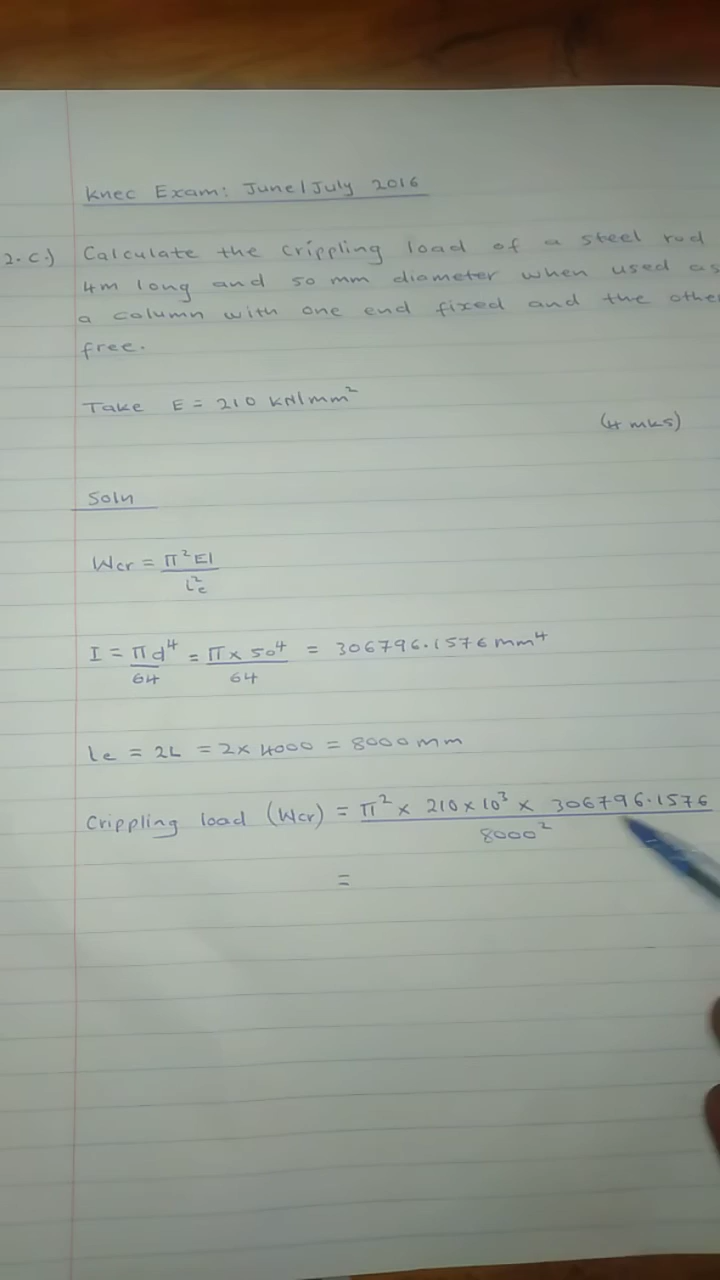 Knec Exam: June/July 2016
2.c.) Calculate the crippling load of a steel rod
4m long and 50 mm diameter when used as
a column with one end fixed and the other
free.
Take E = 210 kN/mm²
(4 mks)
Soln
Wcr = π²EI / Le²
I = πd⁴/64 = π × 50⁴/64 = 306796.1576 mm⁴
le = 2L = 2 × 4000 = 8000 mm
Crippling load (Wcr) = π² × 210 × 10³ × 306796.1576 / 8000²
=